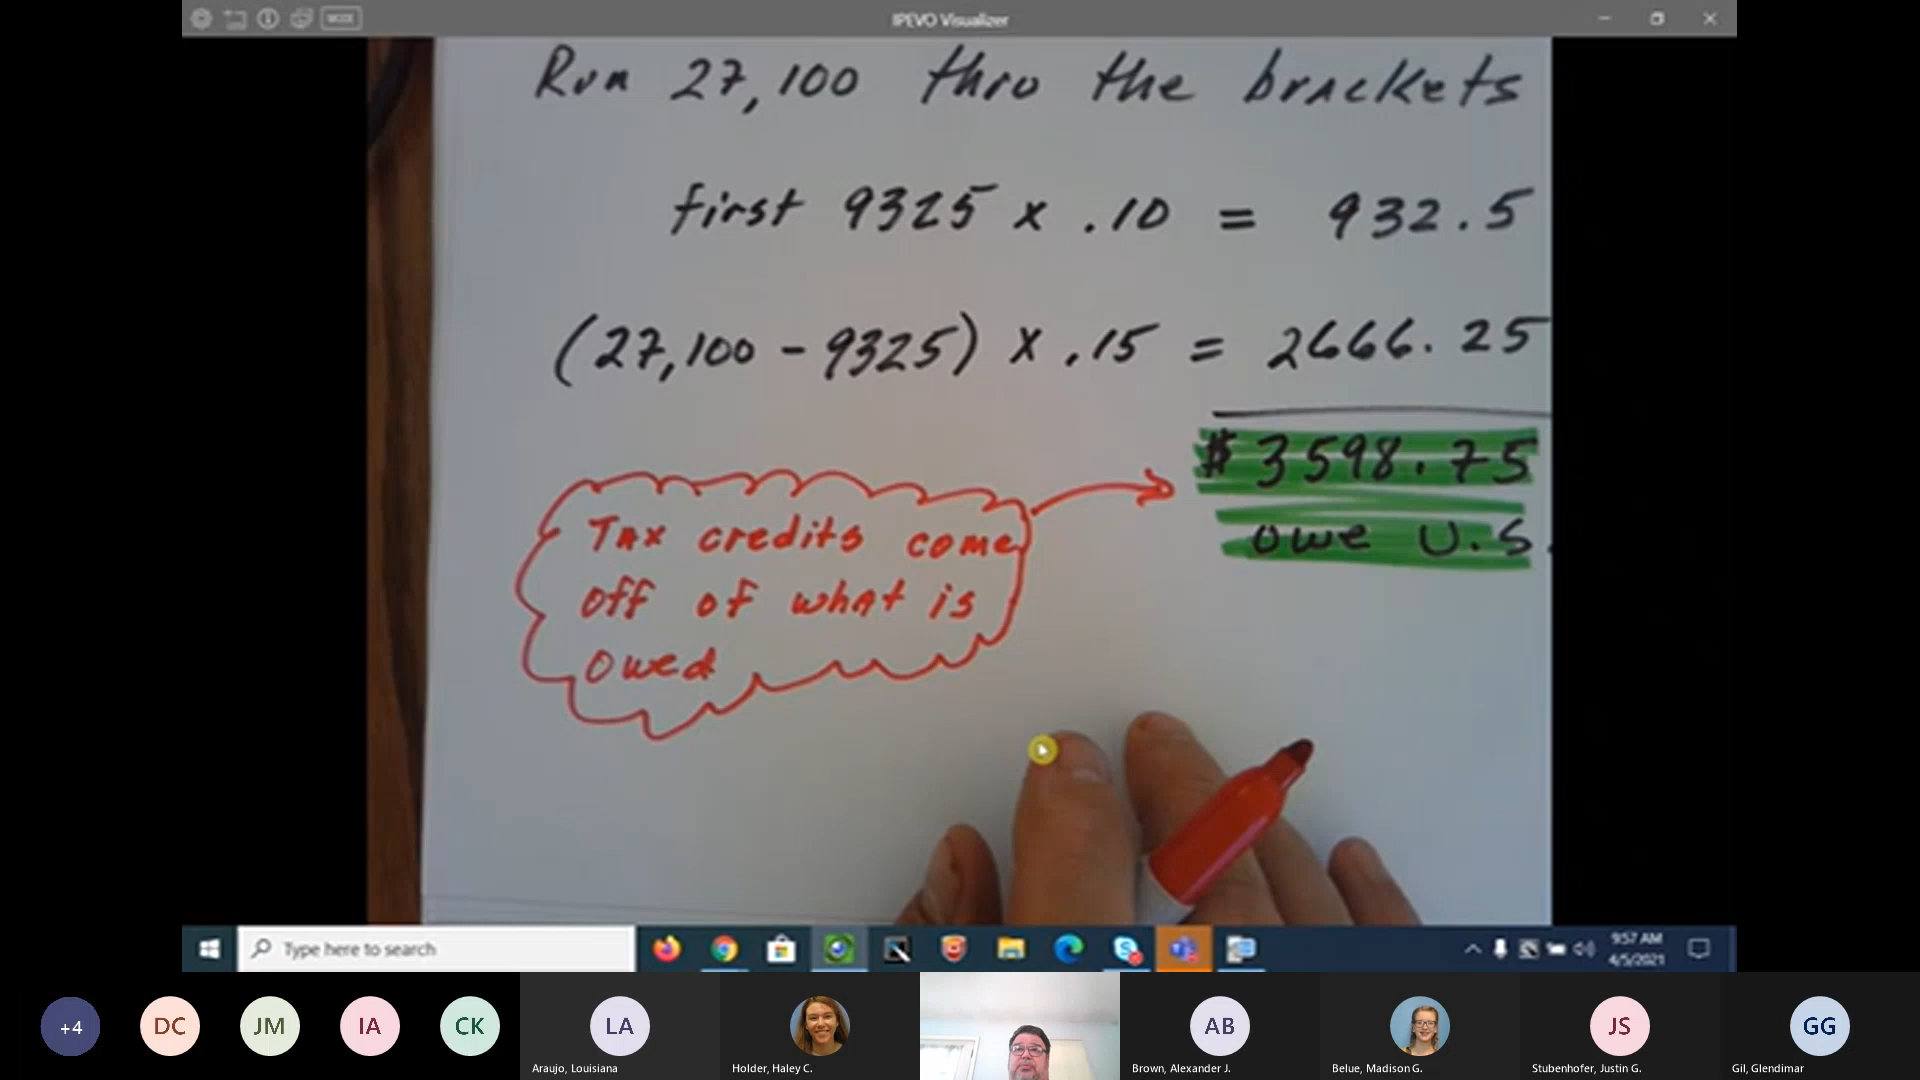 MODE
IPEVO Visualizer
Run 27,100 thru the brackets
first 9325 x .10 = 932.5
(27,100 - 9325) x .15 = 2666.25
$ 3598.75
owe U.S.
Tax credits come
off of what is
owed
Type here to search
9:57 AM
4/5/2021
+4
DC
JM
IA
CK
LA
AB
JS
GG
Araujo, Louisiana
Holder, Haley C.
Brown, Alexander J.
Belue, Madison G.
Stubenhofer, Justin G.
Gil, Glendimar